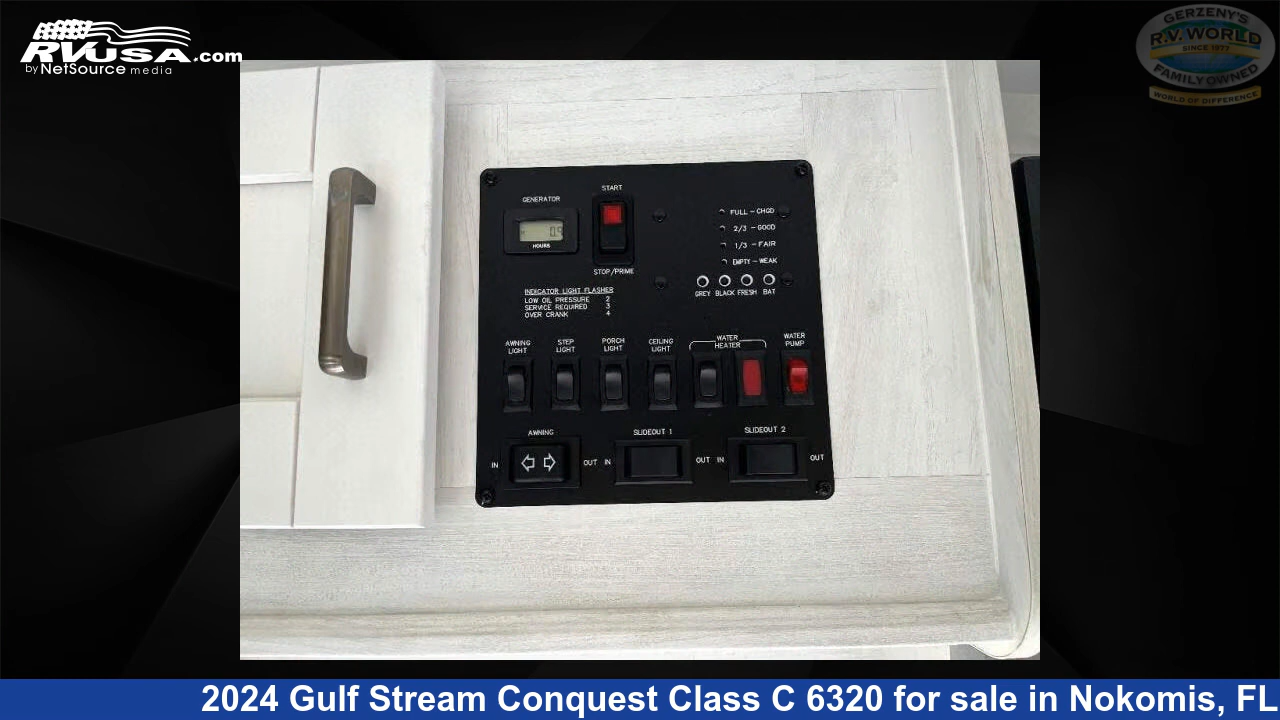 RVUSA.com
by NetSource media
GERZENY'S
R.V. WORLD
SINCE 1977
FAMILY OWNED
WORLD OF DIFFERENCE
GENERATOR
HOURS
START
STOP/PRIME
FULL - CHGD
2/3 - GOOD
1/3 - FAIR
EMPTY - WEAK
GREY BLACK FRESH BAT
INDICATOR LIGHT FLASHER
LOW OIL PRESSURE 2
SERVICE REQUIRED 3
OVER CRANK 4
AWNING LIGHT
STEP LIGHT
PORCH LIGHT
CEILING LIGHT
WATER HEATER
WATER PUMP
AWNING
IN OUT
SLIDEOUT 1
IN OUT
SLIDEOUT 2
IN OUT
2024 Gulf Stream Conquest Class C 6320 for sale in Nokomis, FL